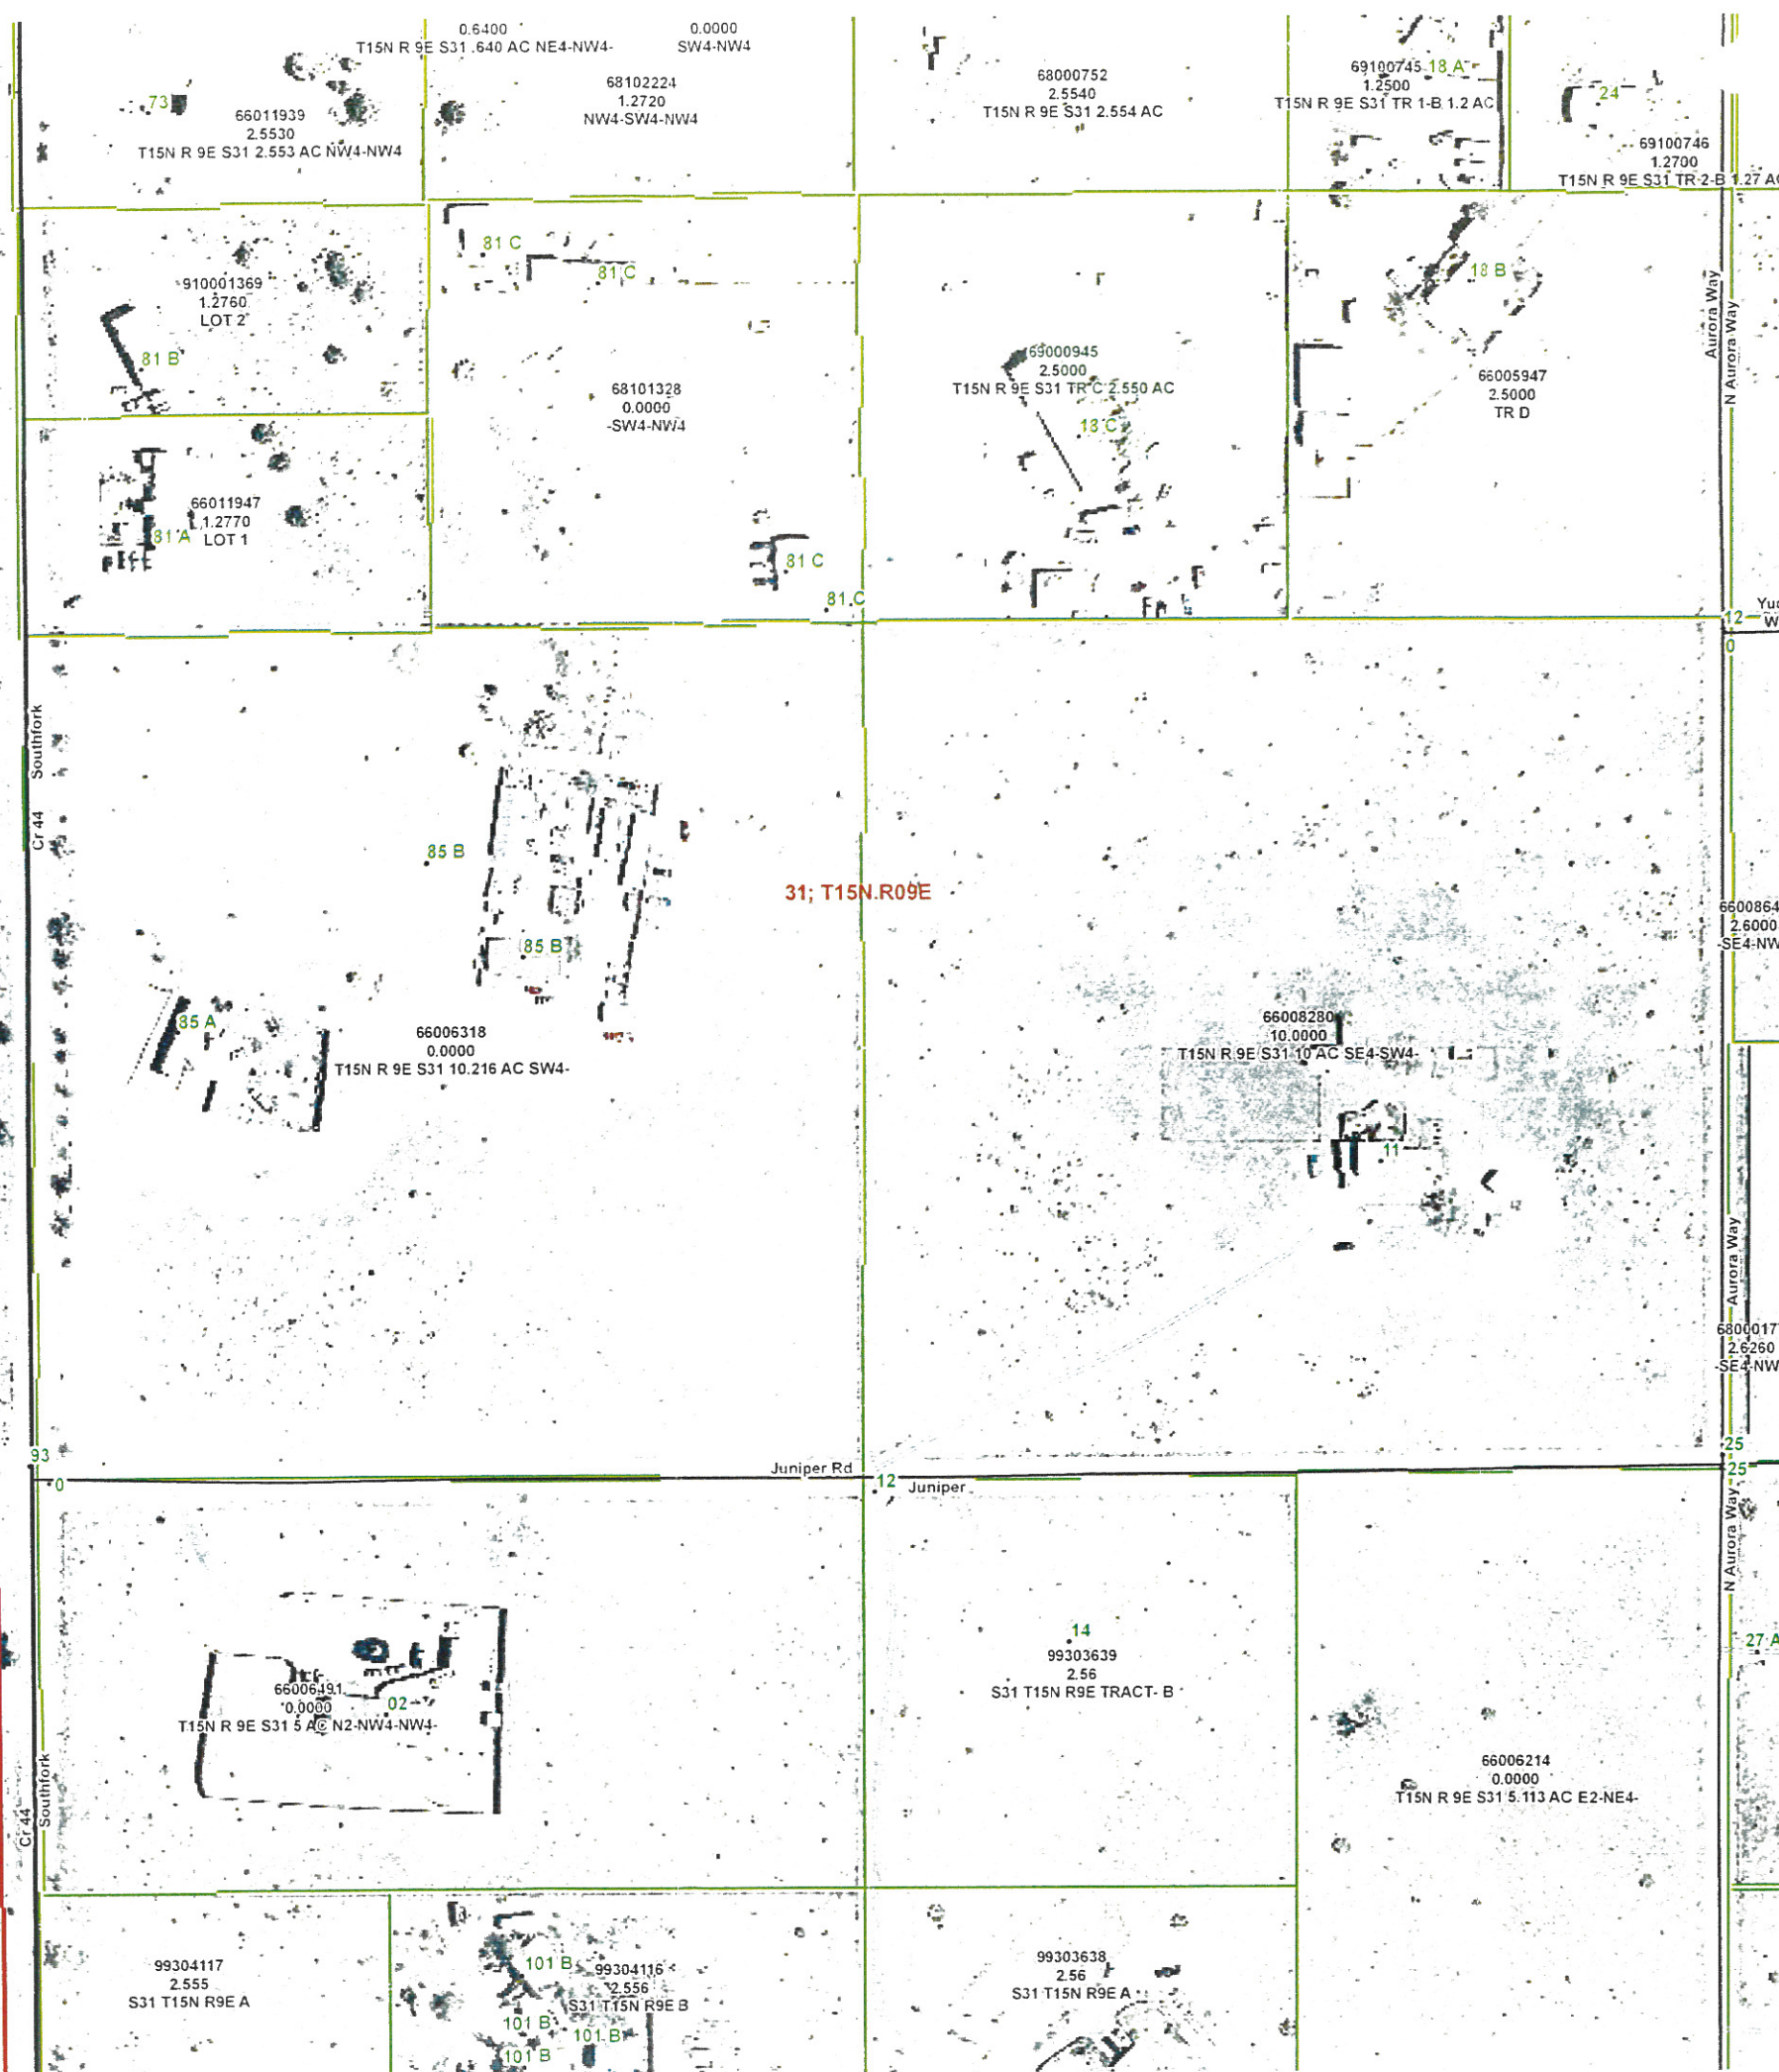 0.6400
T15N R 9E S31 .640 AC NE4-NW4-
0.0000
SW4-NW4
73
66011939
2.5530
T15N R 9E S31 2.553 AC NW4-NW4
68102224
1.2720
NW4-SW4-NW4
68000752
2.5540
T15N R 9E S31 2.554 AC
69100745
18 A
1.2500
T15N R 9E S31 TR 1-B 1.2 AC
24
69100746
1.2700
T15N R 9E S31 TR-2-B 1.27 AC
910001369
1.2760
LOT 2
81 B
81 C
81 C
68101328
0.0000
-SW4-NW4
69000945
2.5000
T15N R 9E S31 TR C 2.550 AC
18 C
18 B
66005947
2.5000
TR D
Aurora Way
N Aurora Way
66011947
1.2770
LOT 1
81 A
81 C
81 C
12
0
Southfork
Cr 44
85 B
85 B
31; T15N.R09E
85 A
66006318
0.0000
T15N R 9E S31 10.216 AC SW4-
66008280
10.0000
T15N R 9E S31 10 AC SE4-SW4-
11
6600864
2.6000
-SE4-NW
Aurora Way
6800017
2.6260
-SE4-NW
93
0
Juniper Rd
12
Juniper
25
25
N Aurora Way
66006491
0.0000
T15N R 9E S31 5 AC N2-NW4-NW4-
02
14
99303639
2.56
S31 T15N R9E TRACT- B
27 A
66006214
0.0000
T15N R 9E S31 5.113 AC E2-NE4-
Cr 44
Southfork
99304117
2.555
S31 T15N R9E A
101 B
99304116
2.556
S31 T15N R9E B
101 B
101 B
101 B
99303638
2.56
S31 T15N R9E A